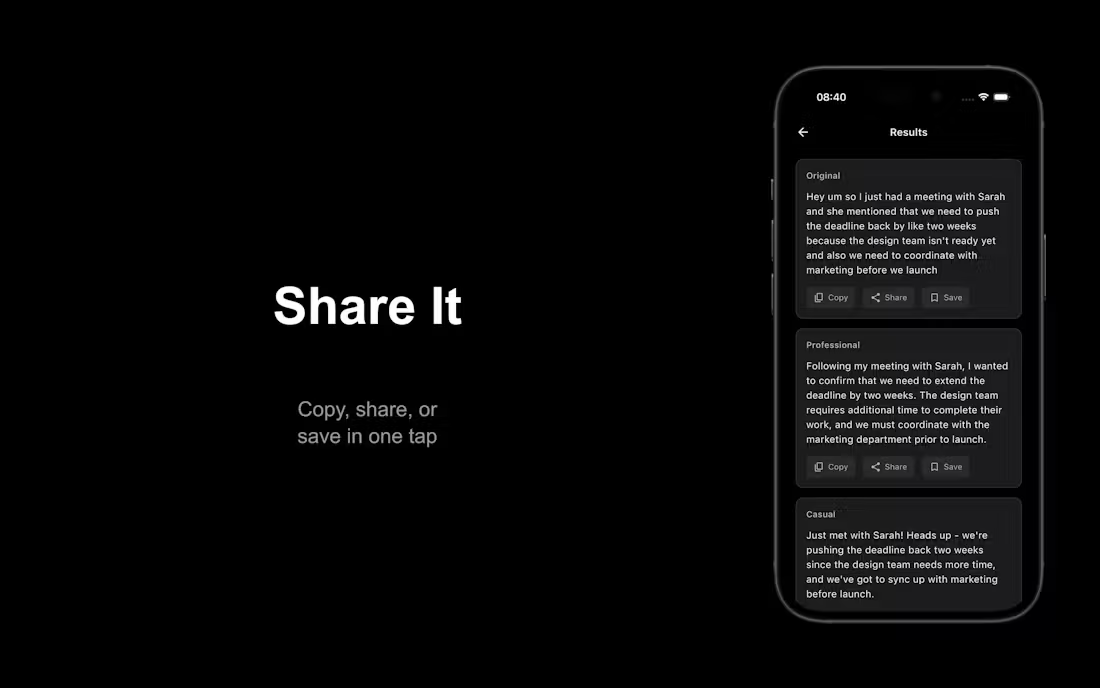 Share It
Copy, share, or
save in one tap
08:40
Results
Original
Hey um so I just had a meeting with Sarah
and she mentioned that we need to push
the deadline back by like two weeks
because the design team isn't ready yet
and also we need to coordinate with
marketing before we launch
Copy Share Save
Professional
Following my meeting with Sarah, I wanted
to confirm that we need to extend the
deadline by two weeks. The design team
requires additional time to complete their
work, and we must coordinate with the
marketing department prior to launch.
Copy Share Save
Casual
Just met with Sarah! Heads up - we're
pushing the deadline back two weeks
since the design team needs more time,
and we've got to sync up with marketing
before launch.